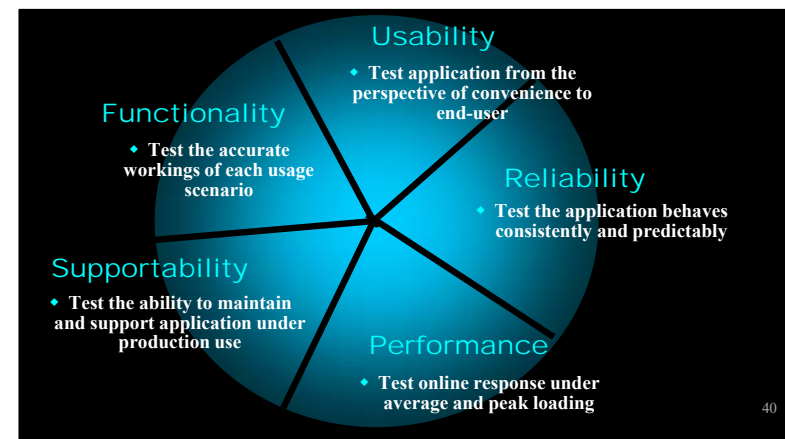 Usability
◆ Test application from the
perspective of convenience to
end-user
Functionality
◆ Test the accurate
workings of each usage
scenario
Reliability
◆ Test the application behaves
consistently and predictably
Supportability
◆ Test the ability to maintain
and support application under
production use
Performance
◆ Test online response under
average and peak loading
40